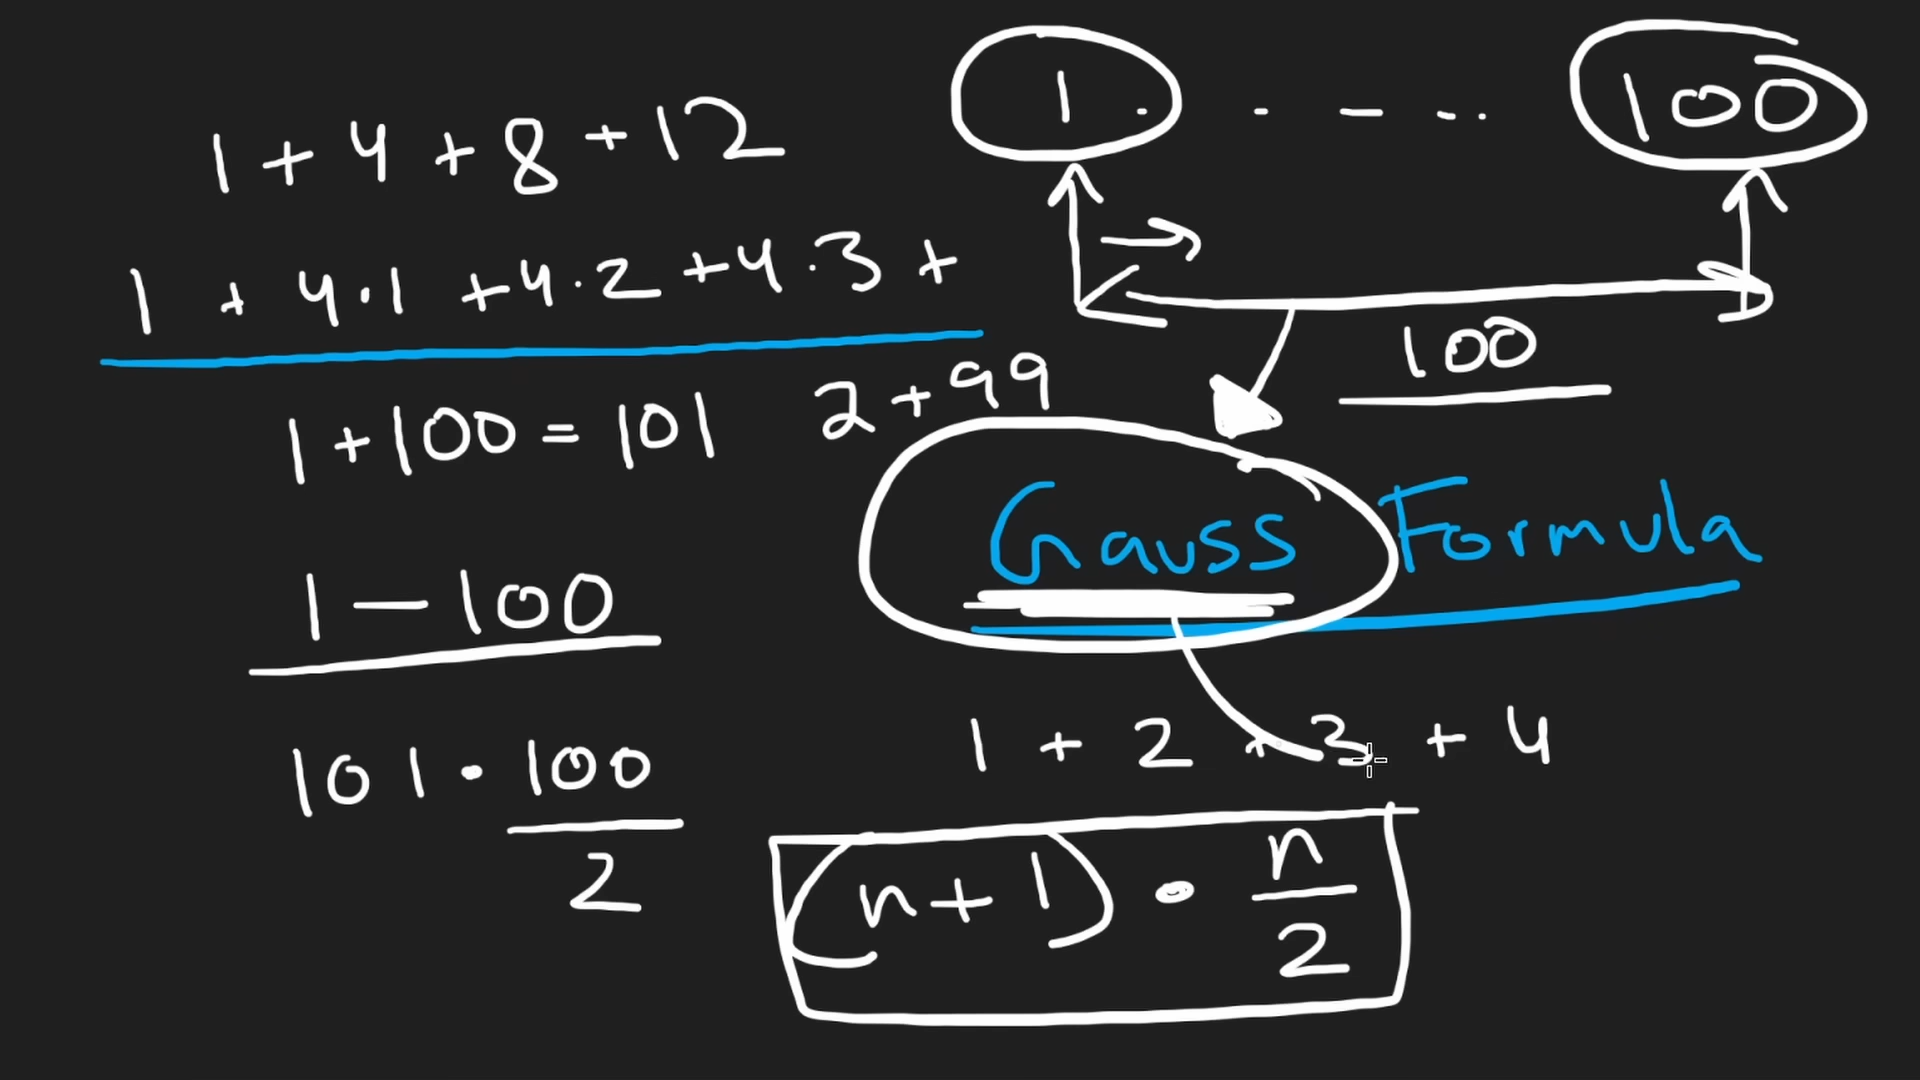 1 + 4 + 8 + 12
1 . . - - . . 100
1 + 4.1 + 4.2 + 4.3 +
100
1 + 100 = 101
2 + 99
Gauss Formula
1 - 100
1 + 2 + 3 + 4
101 . 100/2
(n + 1) . n/2